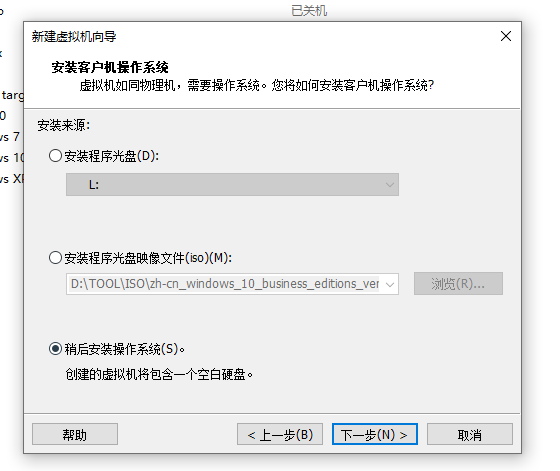 已关机
新建虚拟机向导
安装客户机操作系统
虚拟机如同物理机，需要操作系统。您将如何安装客户机操作系统?
安装来源:
安装程序光盘(D):
L:
安装程序光盘映像文件(iso)(M):
D:\TOOL\ISO\zh-cn_windows_10_business_editions_ver
浏览(R)...
稍后安装操作系统(S)。
创建的虚拟机将包含一个空白硬盘。
帮助
< 上一步(B)
下一步(N) >
取消
targ
0
ws 7
ws 10
ws XP